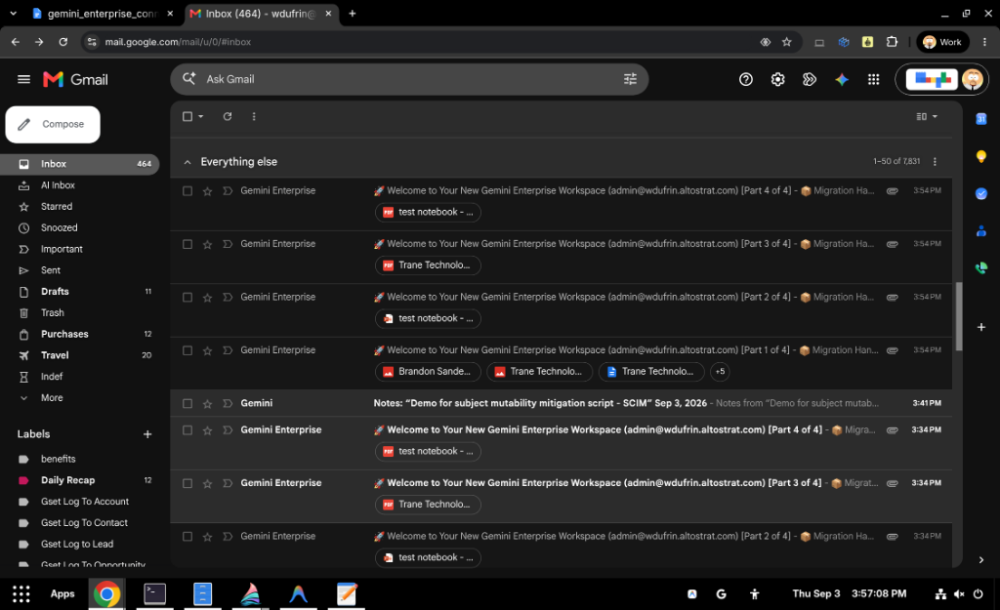 gemini_enterprise_conn
Inbox (464) - wdufrin@
mail.google.com/mail/u/0/#inbox
Work
Gmail
Ask Gmail
Compose
Inbox 464
AI Inbox
Starred
Snoozed
Important
Sent
Drafts 11
Trash
Purchases 12
Travel 20
Indef
More
Labels
benefits
Daily Recap 12
Gset Log To Account
Gset Log To Contact
Gset Log to Lead
Gset Log To Opportunity
Everything else 1–50 of 7,831
Gemini Enterprise 🚀 Welcome to Your New Gemini Enterprise Workspace (admin@wdufrin.altostrat.com) [Part 4 of 4] - 📦 Migration Ha... 3:54 PM
PDF test notebook - ...
Gemini Enterprise 🚀 Welcome to Your New Gemini Enterprise Workspace (admin@wdufrin.altostrat.com) [Part 3 of 4] - 📦 Migration Ha... 3:54 PM
PDF Trane Technolo...
Gemini Enterprise 🚀 Welcome to Your New Gemini Enterprise Workspace (admin@wdufrin.altostrat.com) [Part 2 of 4] - 📦 Migration Ha... 3:54 PM
test notebook - ...
Gemini Enterprise 🚀 Welcome to Your New Gemini Enterprise Workspace (admin@wdufrin.altostrat.com) [Part 1 of 4] - 📦 Migration Han... 3:54 PM
Brandon Sande... Trane Technolo... Trane Technolo... +5
Gemini Notes: “Demo for subject mutability mitigation script - SCIM” Sep 3, 2026 - Notes from “Demo for subject mutab... 3:41 PM
Gemini Enterprise 🚀 Welcome to Your New Gemini Enterprise Workspace (admin@wdufrin.altostrat.com) [Part 4 of 4] - 📦 Migra... 3:34 PM
PDF test notebook - ...
Gemini Enterprise 🚀 Welcome to Your New Gemini Enterprise Workspace (admin@wdufrin.altostrat.com) [Part 3 of 4] - 📦 Migrat... 3:34 PM
PDF Trane Technolo...
Gemini Enterprise 🚀 Welcome to Your New Gemini Enterprise Workspace (admin@wdufrin.altostrat.com) [Part 2 of 4] - 📦 Migration Ha... 3:34 PM
test notebook - ...
31
Apps
A G
Thu Sep 3 3:57:08 PM